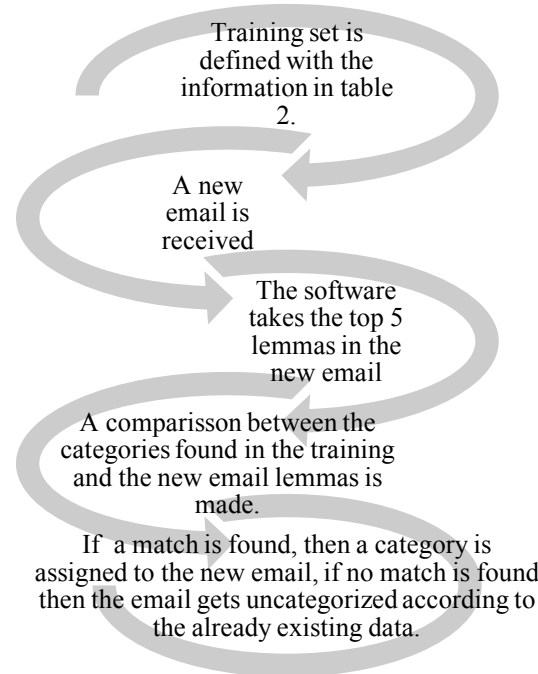 Training set is
defined with the
information in table
2.
A new
email is
received
The software
takes the top 5
lemmas in the
new email
A comparisson between the
categories found in the training
and the new email lemmas is
made.
If a match is found, then a category is
assigned to the new email, if no match is found
then the email gets uncategorized according to
the already existing data.